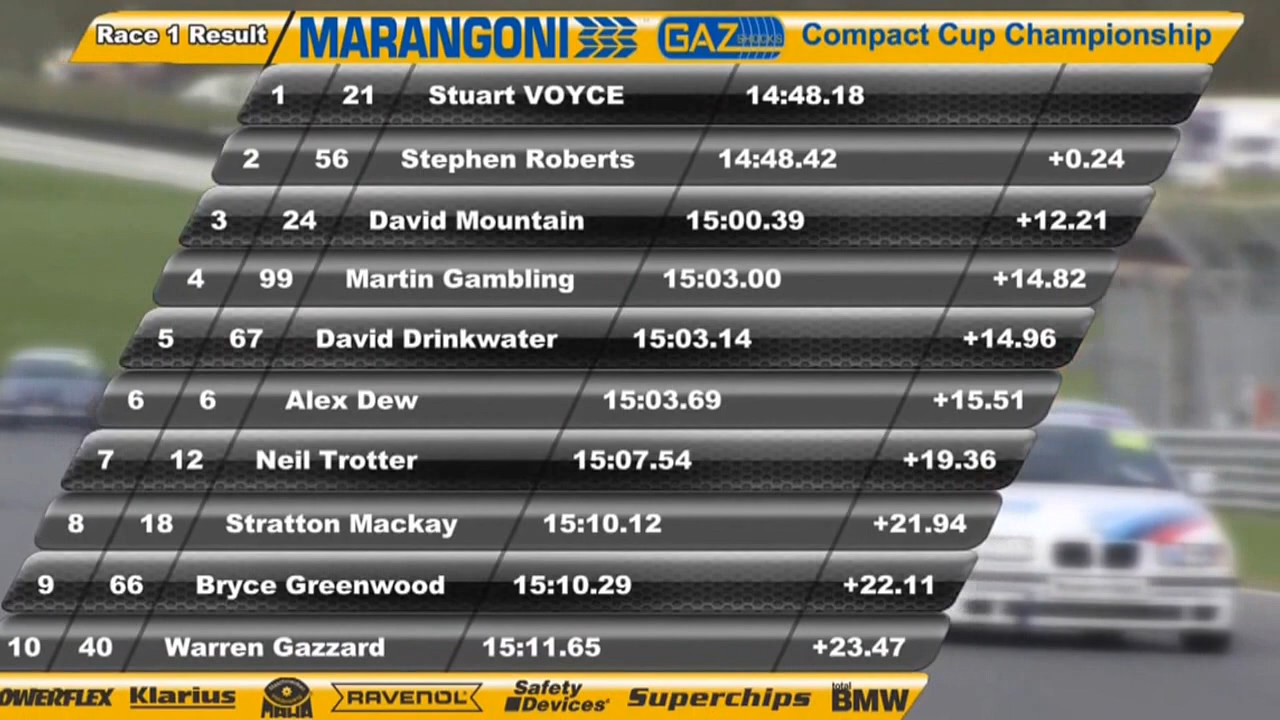 Race 1 Result MARANGONI GAZ SHOCKS Compact Cup Championship
1 21 Stuart VOYCE 14:48.18
2 56 Stephen Roberts 14:48.42 +0.24
3 24 David Mountain 15:00.39 +12.21
4 99 Martin Gambling 15:03.00 +14.82
5 67 David Drinkwater 15:03.14 +14.96
6 6 Alex Dew 15:03.69 +15.51
7 12 Neil Trotter 15:07.54 +19.36
8 18 Stratton Mackay 15:10.12 +21.94
9 66 Bryce Greenwood 15:10.29 +22.11
10 40 Warren Gazzard 15:11.65 +23.47
OWERFLEX Klarius MAHA RAVENOL Safety Devices Superchips total BMW